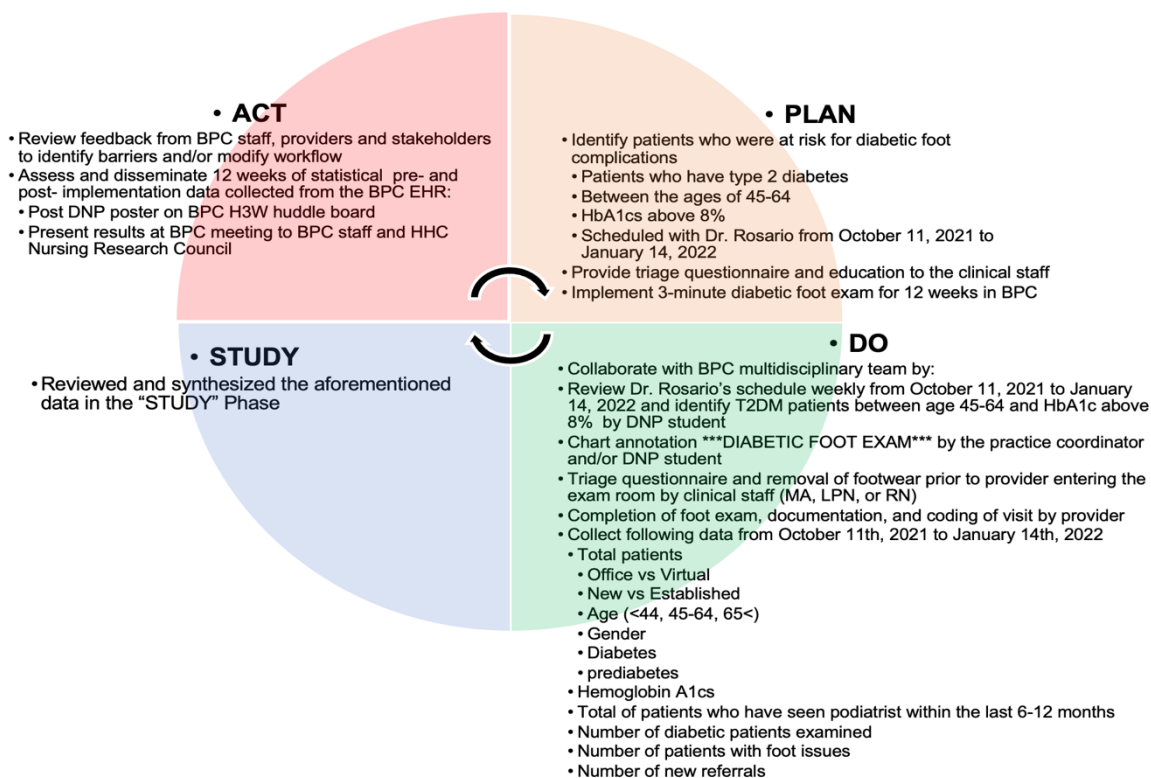 • ACT
• Review feedback from BPC staff, providers and stakeholders
to identify barriers and/or modify workflow
• Assess and disseminate 12 weeks of statistical pre- and
post- implementation data collected from the BPC EHR:
• Post DNP poster on BPC H3W huddle board
• Present results at BPC meeting to BPC staff and HHC
Nursing Research Council
• PLAN
• Identify patients who were at risk for diabetic foot
complications
• Patients who have type 2 diabetes
• Between the ages of 45-64
• HbA1cs above 8%
• Scheduled with Dr. Rosario from October 11, 2021 to
January 14, 2022
• Provide triage questionnaire and education to the clinical staff
• Implement 3-minute diabetic foot exam for 12 weeks in BPC
• STUDY
• Reviewed and synthesized the aforementioned
data in the “STUDY” Phase
• DO
• Collaborate with BPC multidisciplinary team by:
• Review Dr. Rosario’s schedule weekly from October 11, 2021 to January
14, 2022 and identify T2DM patients between age 45-64 and HbA1c above
8% by DNP student
• Chart annotation ***DIABETIC FOOT EXAM*** by the practice coordinator
and/or DNP student
• Triage questionnaire and removal of footwear prior to provider entering the
exam room by clinical staff (MA, LPN, or RN)
• Completion of foot exam, documentation, and coding of visit by provider
• Collect following data from October 11th, 2021 to January 14th, 2022
• Total patients
• Office vs Virtual
• New vs Established
• Age (<44, 45-64, 65<)
• Gender
• Diabetes
• prediabetes
• Hemoglobin A1cs
• Total of patients who have seen podiatrist within the last 6-12 months
• Number of diabetic patients examined
• Number of patients with foot issues
• Number of new referrals